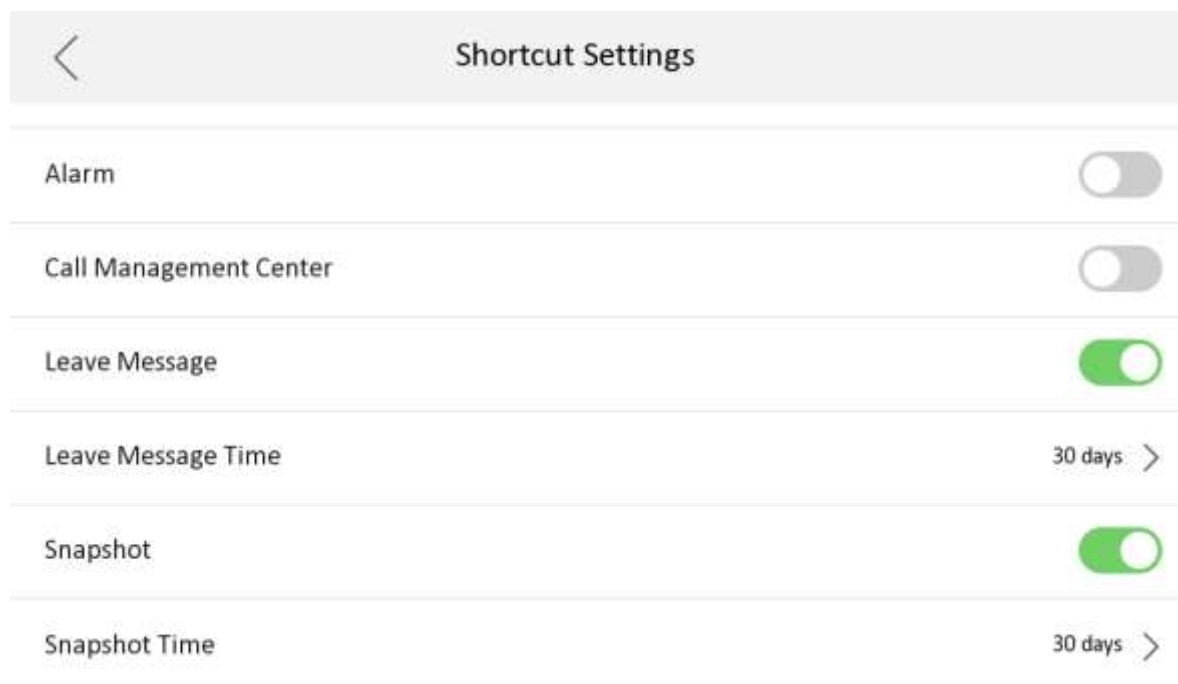 Shortcut Settings
Alarm
Call Management Center
Leave Message
Leave Message Time 30 days
Snapshot
Snapshot Time 30 days